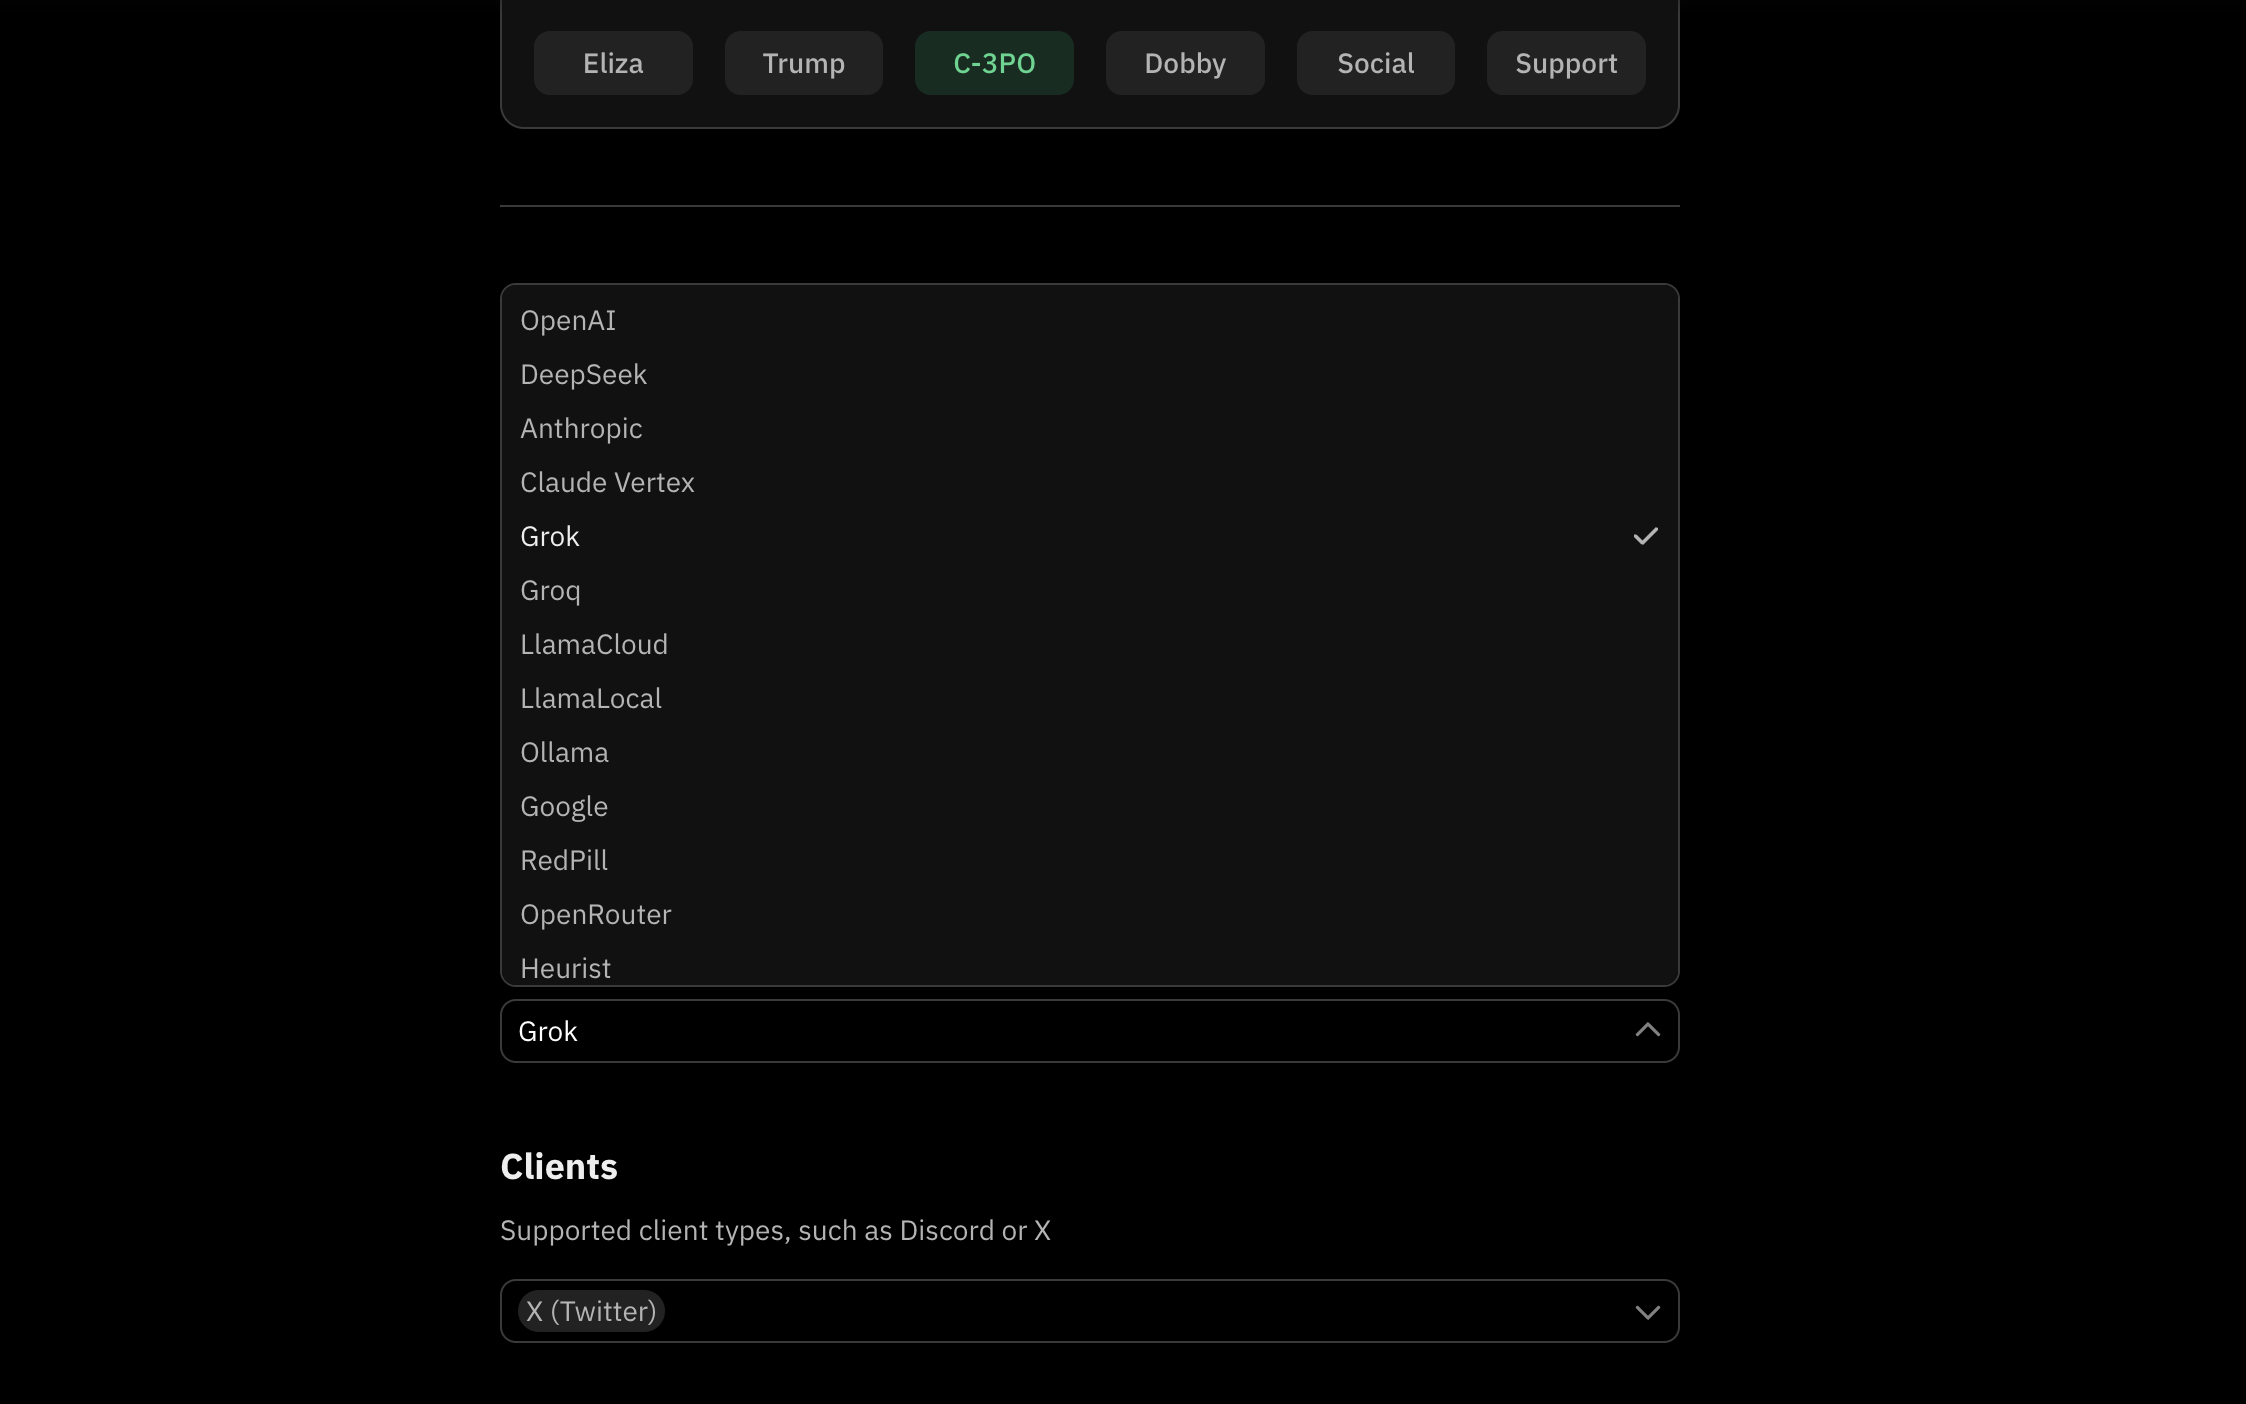 Eliza Trump C-3PO Dobby Social Support
OpenAI
DeepSeek
Anthropic
Claude Vertex
Grok
Groq
LlamaCloud
LlamaLocal
Ollama
Google
RedPill
OpenRouter
Heurist
Grok
Clients
Supported client types, such as Discord or X
X (Twitter)